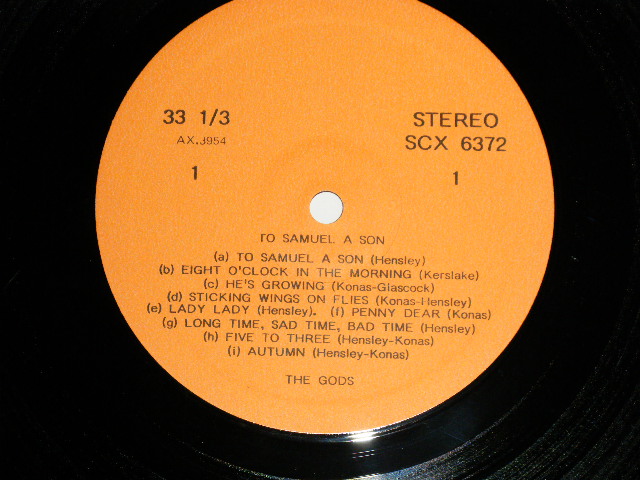 33 1/3
STEREO
AX.J954
SCX 6372
1
1
TO SAMUEL A SON
(a) TO SAMUEL A SON (Hensley)
(b) EIGHT O'CLOCK IN THE MORNING (Kerslake)
(c) HE'S GROWING (Konas-Glascock)
(d) STICKING WINGS ON FLIES (Konas-Hensley)
(e) LADY LADY (Hensley). (f) PENNY DEAR (Konas)
(g) LONG TIME, SAD TIME, BAD TIME (Hensley)
(h) FIVE TO THREE (Hensley-Konas)
(i) AUTUMN (Hensley-Konas)
THE GODS